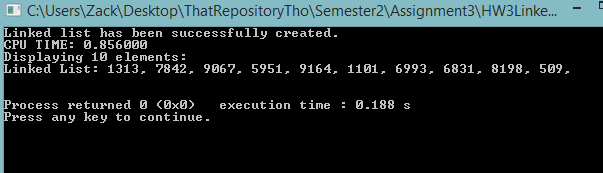 C:\Users\Zack\Desktop\ThatRepositoryTho\Semester2\Assignment3\HW3Linke...
Linked list has been successfully created.
CPU TIME: 0.856000
Displaying 10 elements:
Linked List: 1313, 7842, 9067, 5951, 9164, 1101, 6993, 6831, 8198, 509,
Process returned 0 (0x0)   execution time : 0.188 s
Press any key to continue.